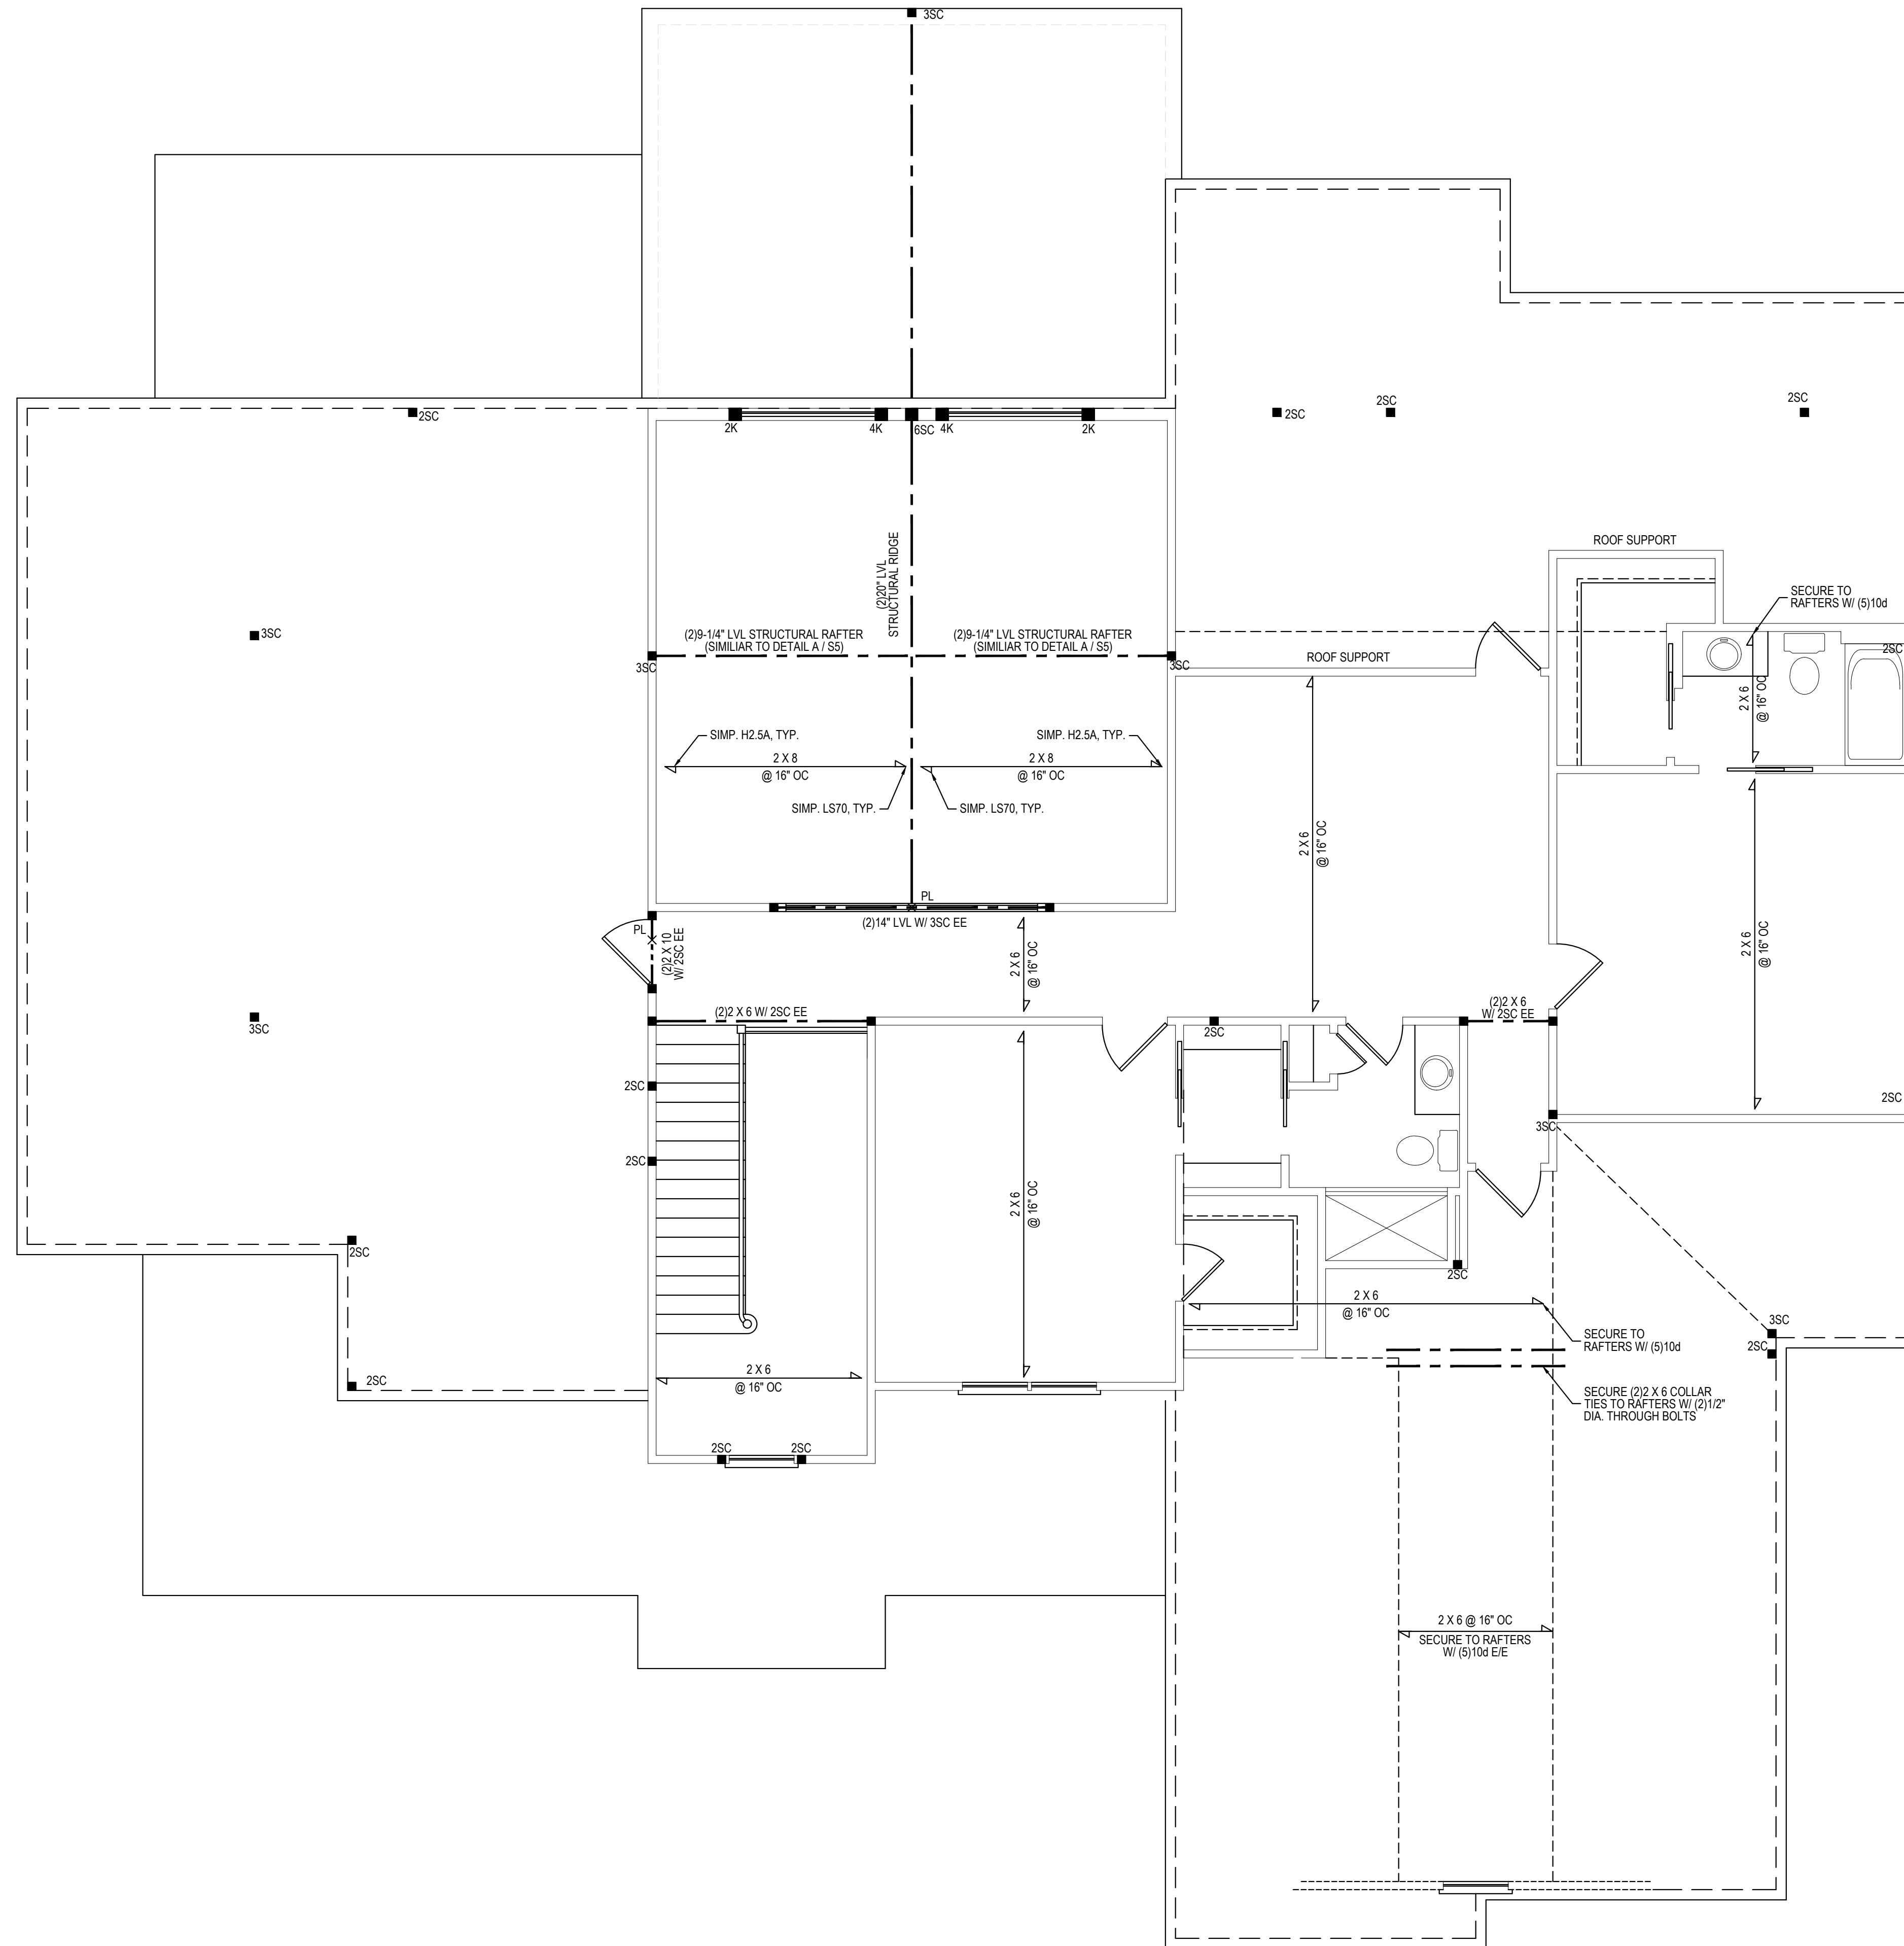 3SC
2SC
2K
4K
6SC
4K
2K
2SC
2SC
2SC
ROOF SUPPORT
(2)20" LVL
STRUCTURAL RIDGE
SECURE TO
RAFTERS W/ (5)10d
3SC
(2)9-1/4" LVL STRUCTURAL RAFTER
(SIMILIAR TO DETAIL A / S5)
(2)9-1/4" LVL STRUCTURAL RAFTER
(SIMILIAR TO DETAIL A / S5)
3SC
3SC
ROOF SUPPORT
2SC
2 X 6
@ 16" OC
SIMP. H2.5A, TYP.
SIMP. H2.5A, TYP.
2 X 8
@ 16" OC
2 X 8
@ 16" OC
SIMP. LS70, TYP.
SIMP. LS70, TYP.
2 X 6
@ 16" OC
PL
(2)14" LVL W/ 3SC EE
PL
(2)2 X 10
W/ 2SC EE
2 X 6
@ 16" OC
2 X 6
@ 16" OC
(2)2 X 6 W/ 2SC EE
(2)2 X 6
W/ 2SC EE
3SC
2SC
2SC
2SC
3SC
2SC
2SC
2 X 6
@ 16" OC
2SC
2SC
2 X 6
@ 16" OC
3SC
2SC
SECURE TO
RAFTERS W/ (5)10d
2SC
2 X 6
@ 16" OC
SECURE (2)2 X 6 COLLAR
TIES TO RAFTERS W/ (2)1/2"
DIA. THROUGH BOLTS
2SC
2SC
2 X 6 @ 16" OC
SECURE TO RAFTERS
W/ (5)10d E/E